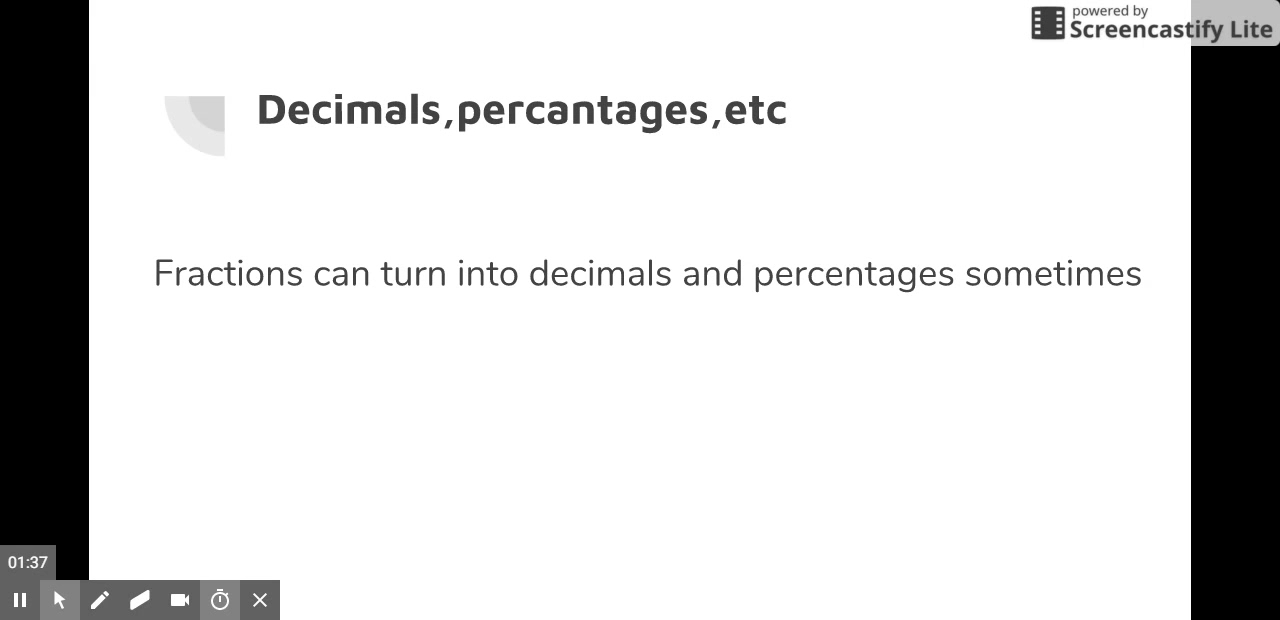 powered by
Screencastify Lite
Decimals,percantages,etc
Fractions can turn into decimals and percentages sometimes
01:37